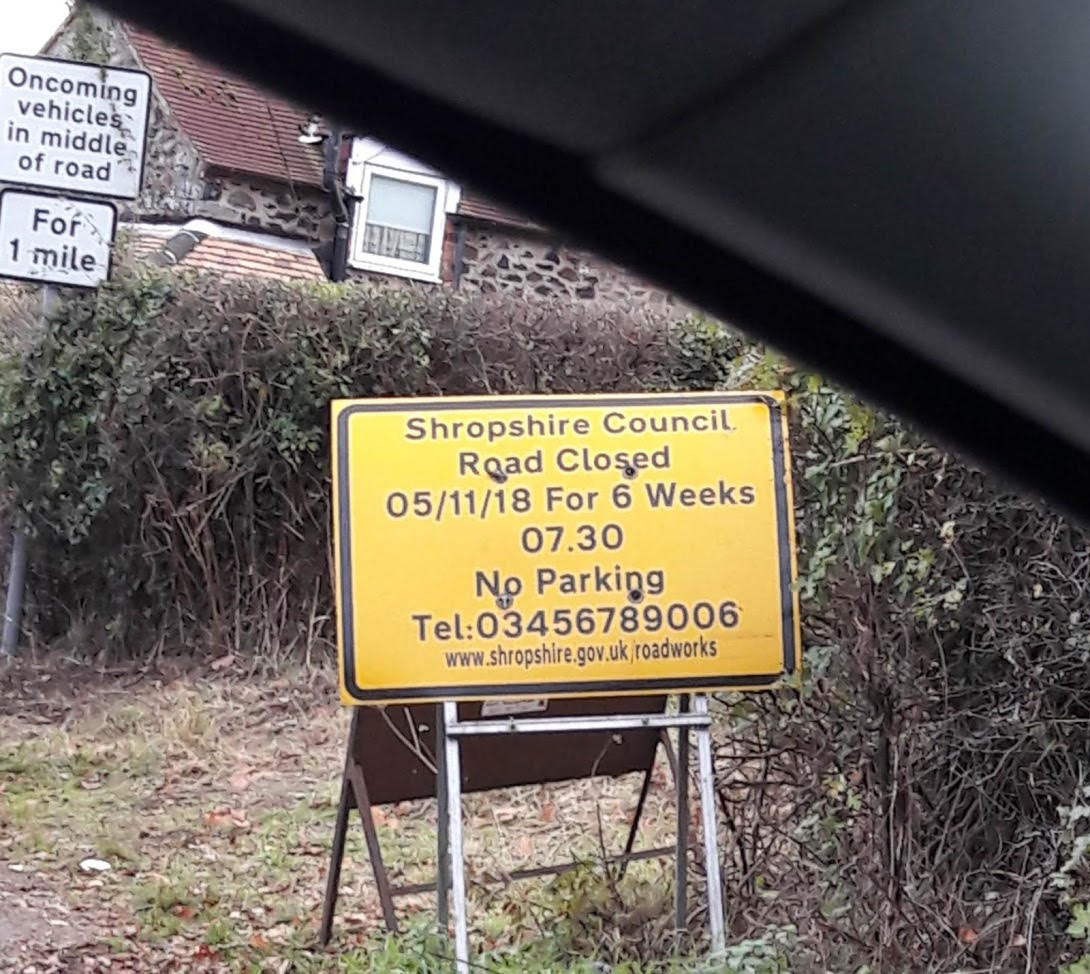 Oncoming
vehicles
in middle
of road
For
1 mile
Shropshire Council.
Road Closed
05/11/18 For 6 Weeks
07.30
No Parking
Tel:03456789006
www.shropshire.gov.uk/roadworks